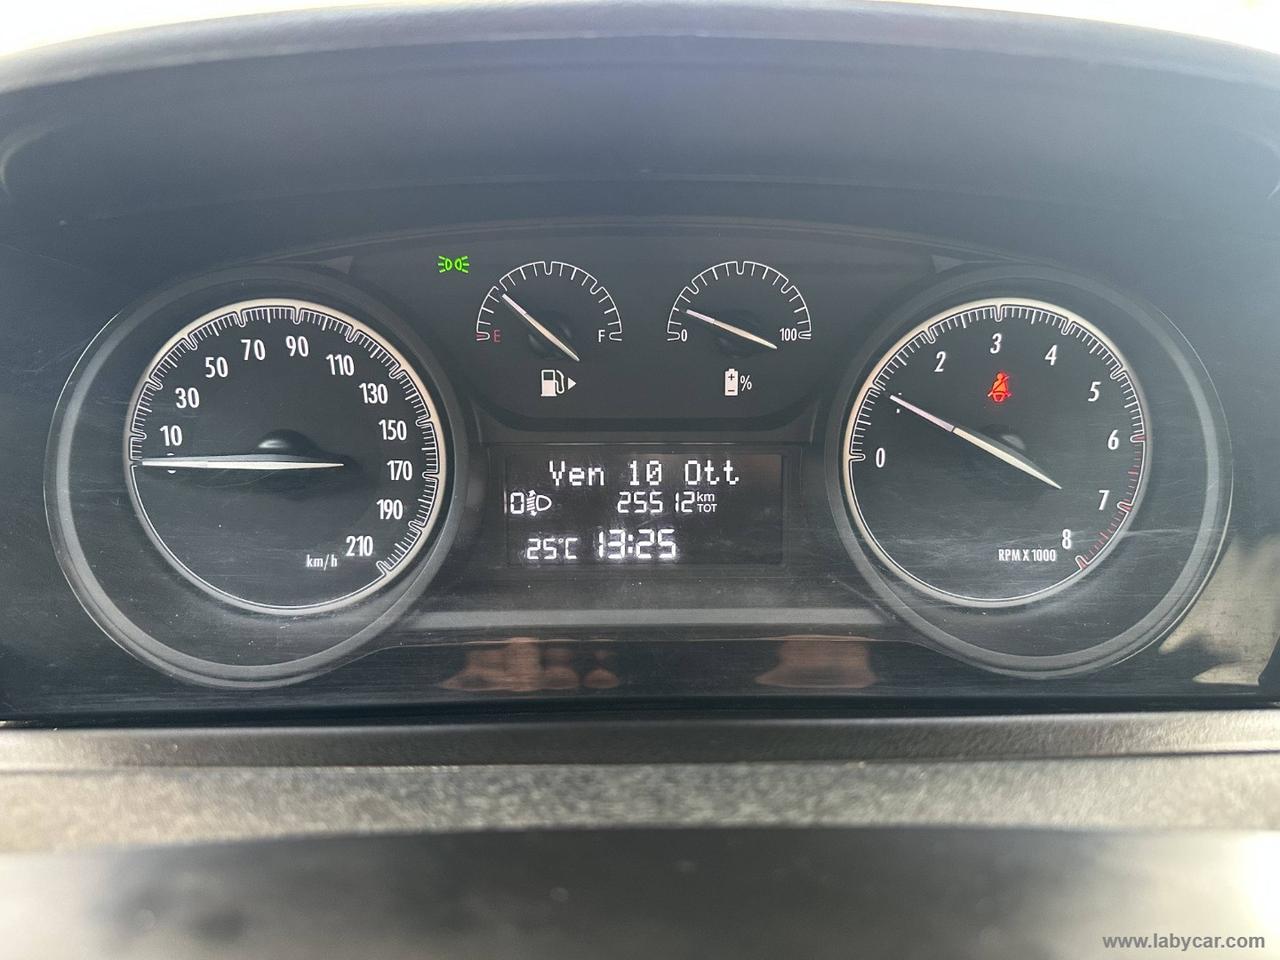 10 30 50 70 90 110 130 150 170 190 210
km/h
E F
0 100
%
Ven 10 Ott
0 25512 km TOT
25°C 13:25
0 2 3 4 5 6 7 8
RPM X 1000
www.labycar.com